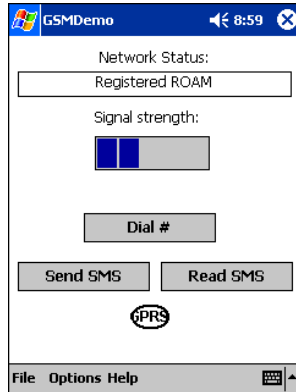 GSMDemo 8:59
Network Status:
Registered ROAM
Signal strength:
Dial #
Send SMS Read SMS
GPRS
File Options Help